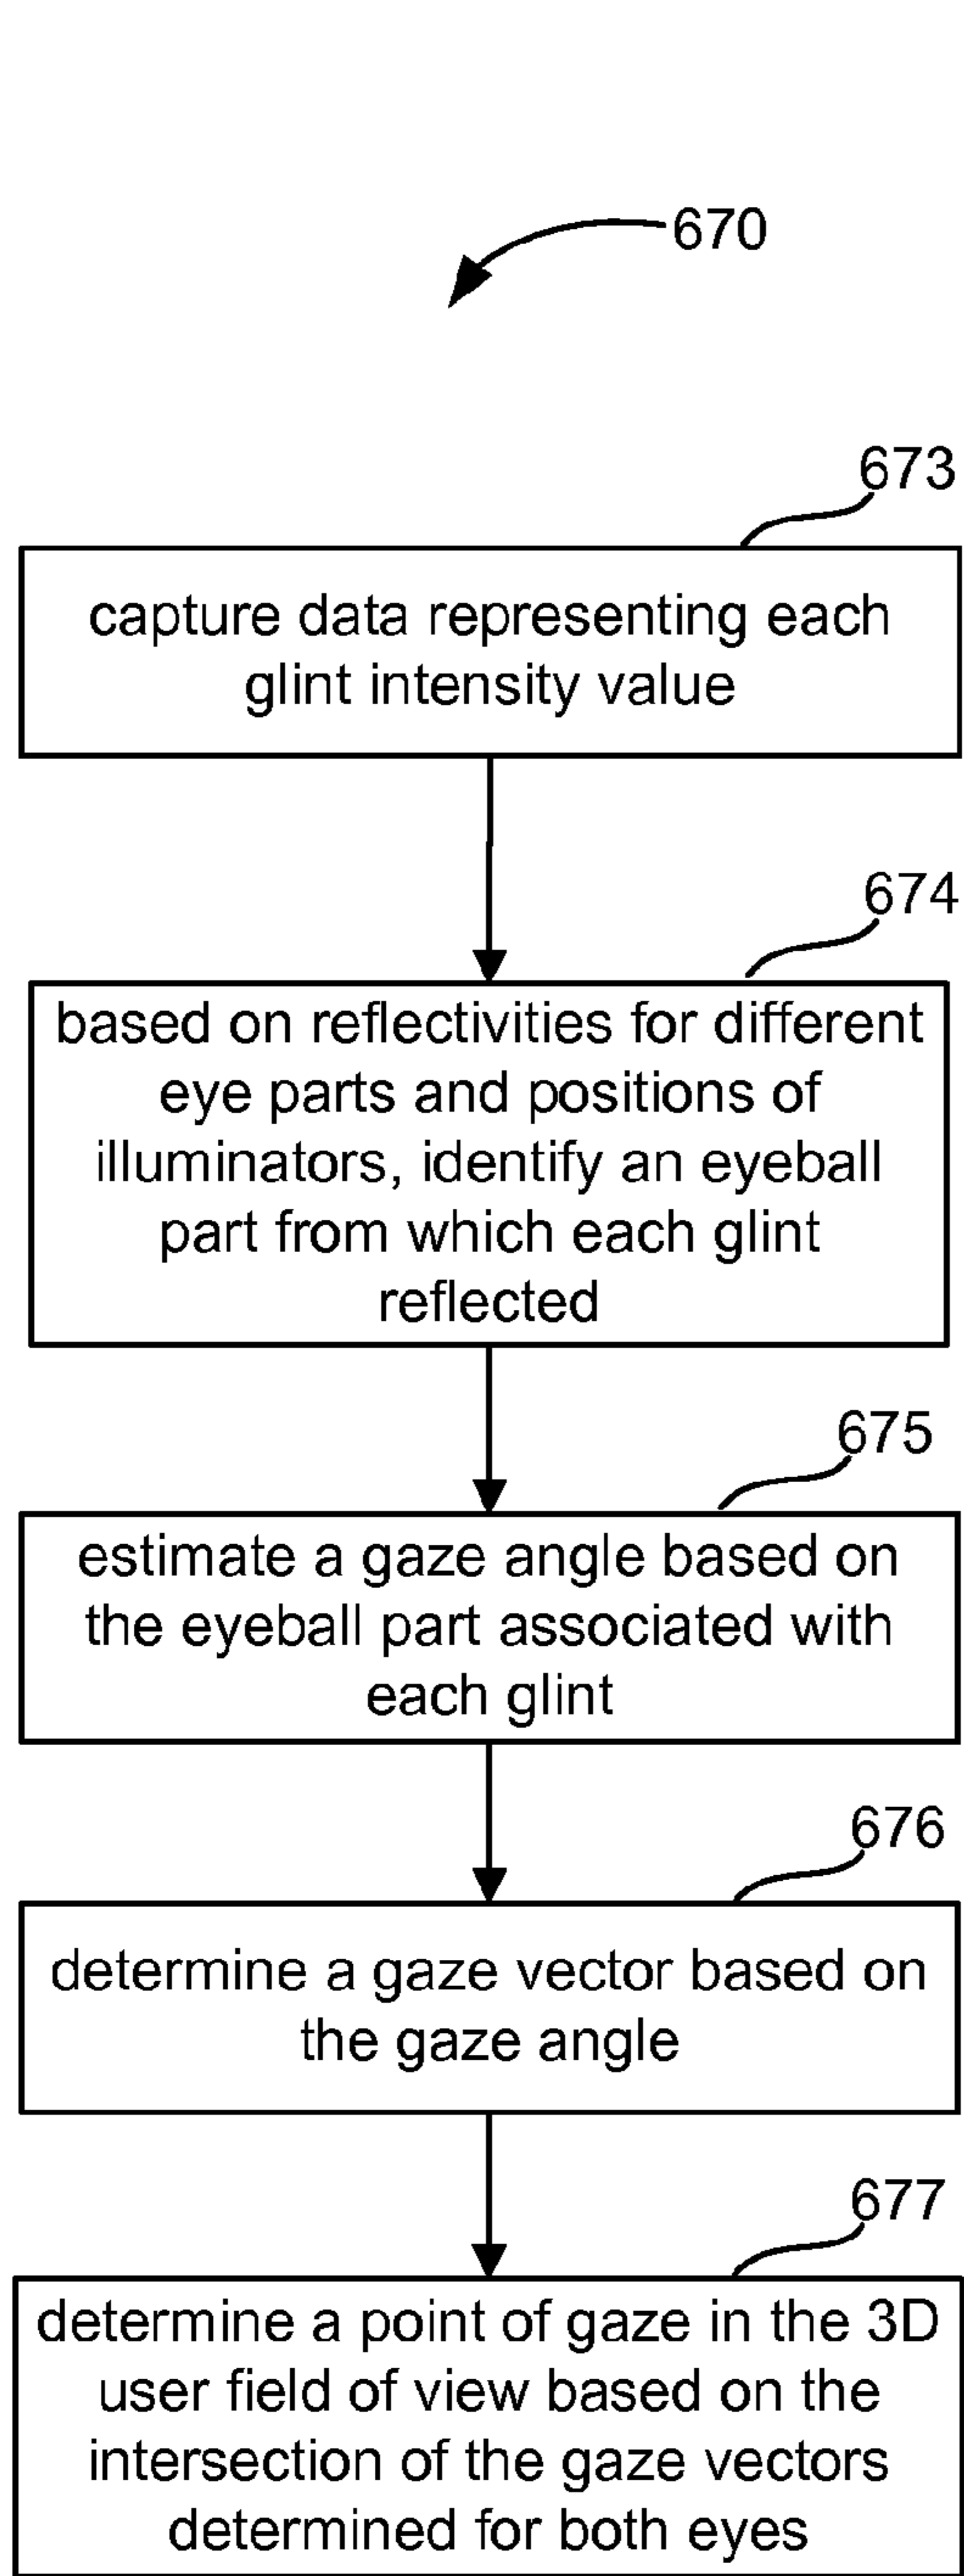 670
673
capture data representing each
glint intensity value
674
based on reflectivities for different
eye parts and positions of
illuminators, identify an eyeball
part from which each glint
reflected
675
estimate a gaze angle based on
the eyeball part associated with
each glint
676
determine a gaze vector based on
the gaze angle
677
determine a point of gaze in the 3D
user field of view based on the
intersection of the gaze vectors
determined for both eyes